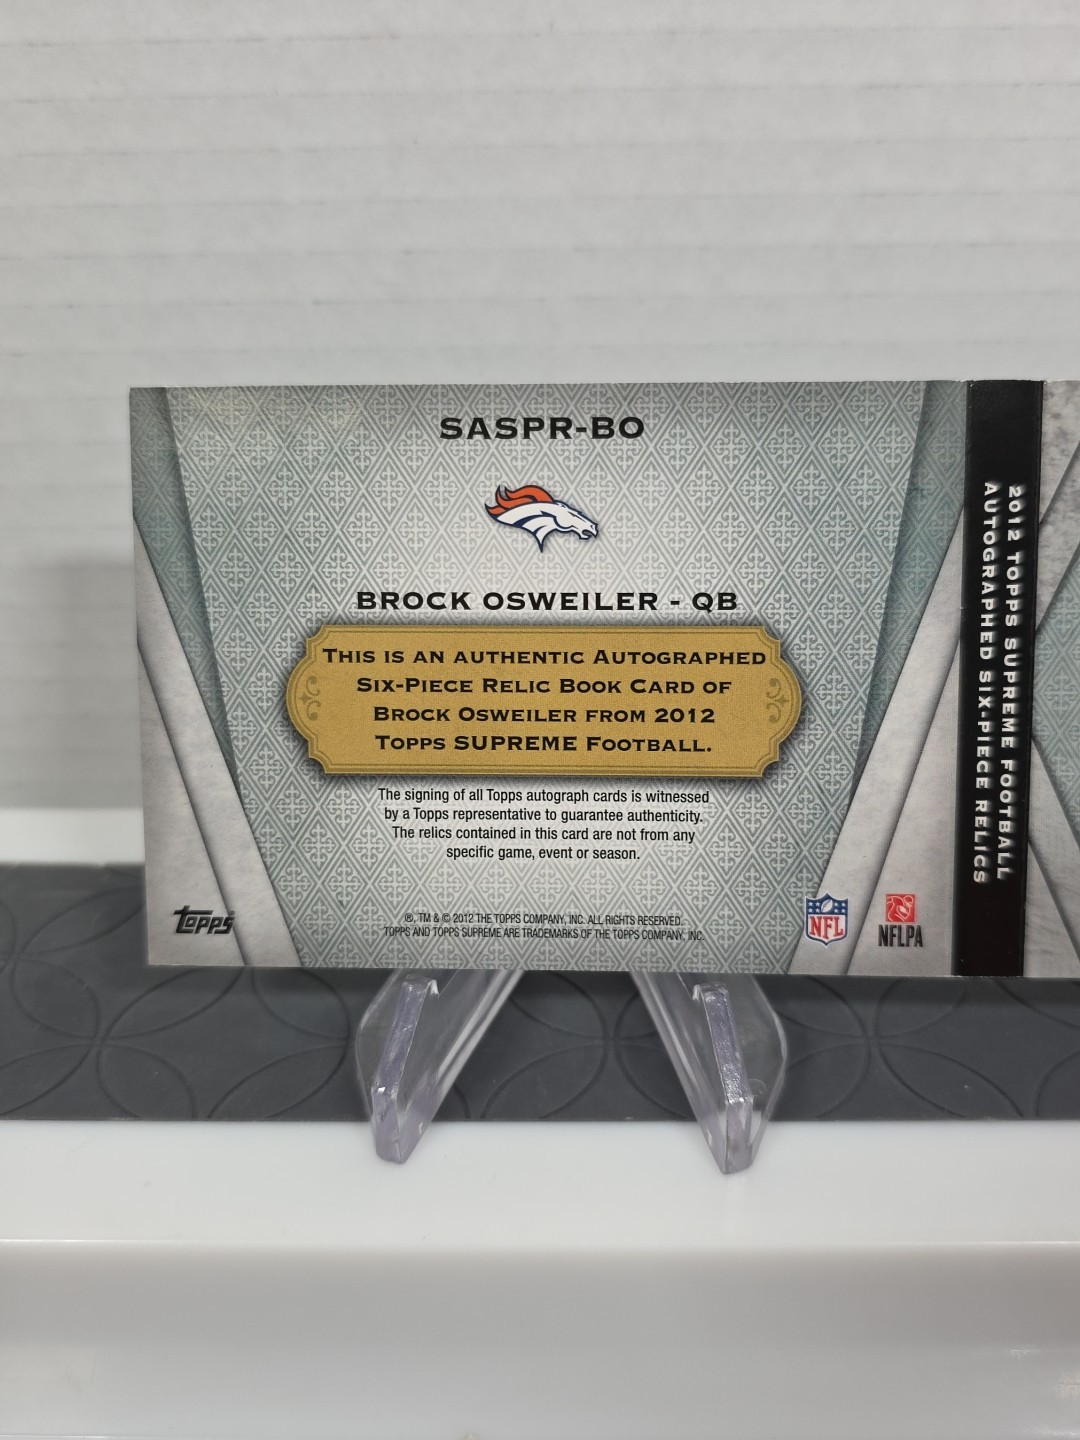 SASPR-BO
BROCK OSWEILER - QB
THIS IS AN AUTHENTIC AUTOGRAPHED
SIX-PIECE RELIC BOOK CARD OF
BROCK OSWEILER FROM 2012
TOPPS SUPREME FOOTBALL.
The signing of all Topps autograph cards is witnessed
by a Topps representative to guarantee authenticity.
The relics contained in this card are not from any
specific game, event or season.
®, TM & © 2012 THE TOPPS COMPANY, INC. ALL RIGHTS RESERVED.
TOPPS AND TOPPS SUPREME ARE TRADEMARKS OF THE TOPPS COMPANY, INC.
TOPPS
NFL
NFLPA
2012 TOPPS SUPREME FOOTBALL
AUTOGRAPHED SIX-PIECE RELICS